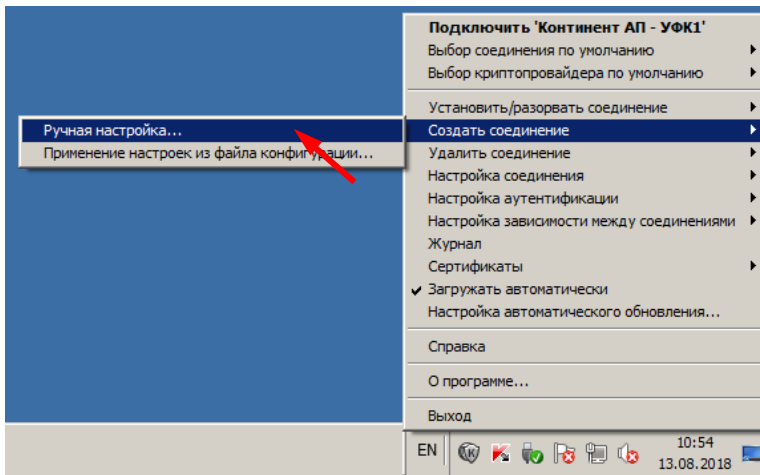 Подключить 'Континент АП - УФК1'
Выбор соединения по умолчанию
Выбор криптопровайдера по умолчанию
Установить/разорвать соединение
Создать соединение
Ручная настройка...
Применение настроек из файла конфигурации...
Удалить соединение
Настройка соединения
Настройка аутентификации
Настройка зависимости между соединениями
Журнал
Сертификаты
Загружать автоматически
Настройка автоматического обновления...
Справка
О программе...
Выход
EN
10:54
13.08.2018